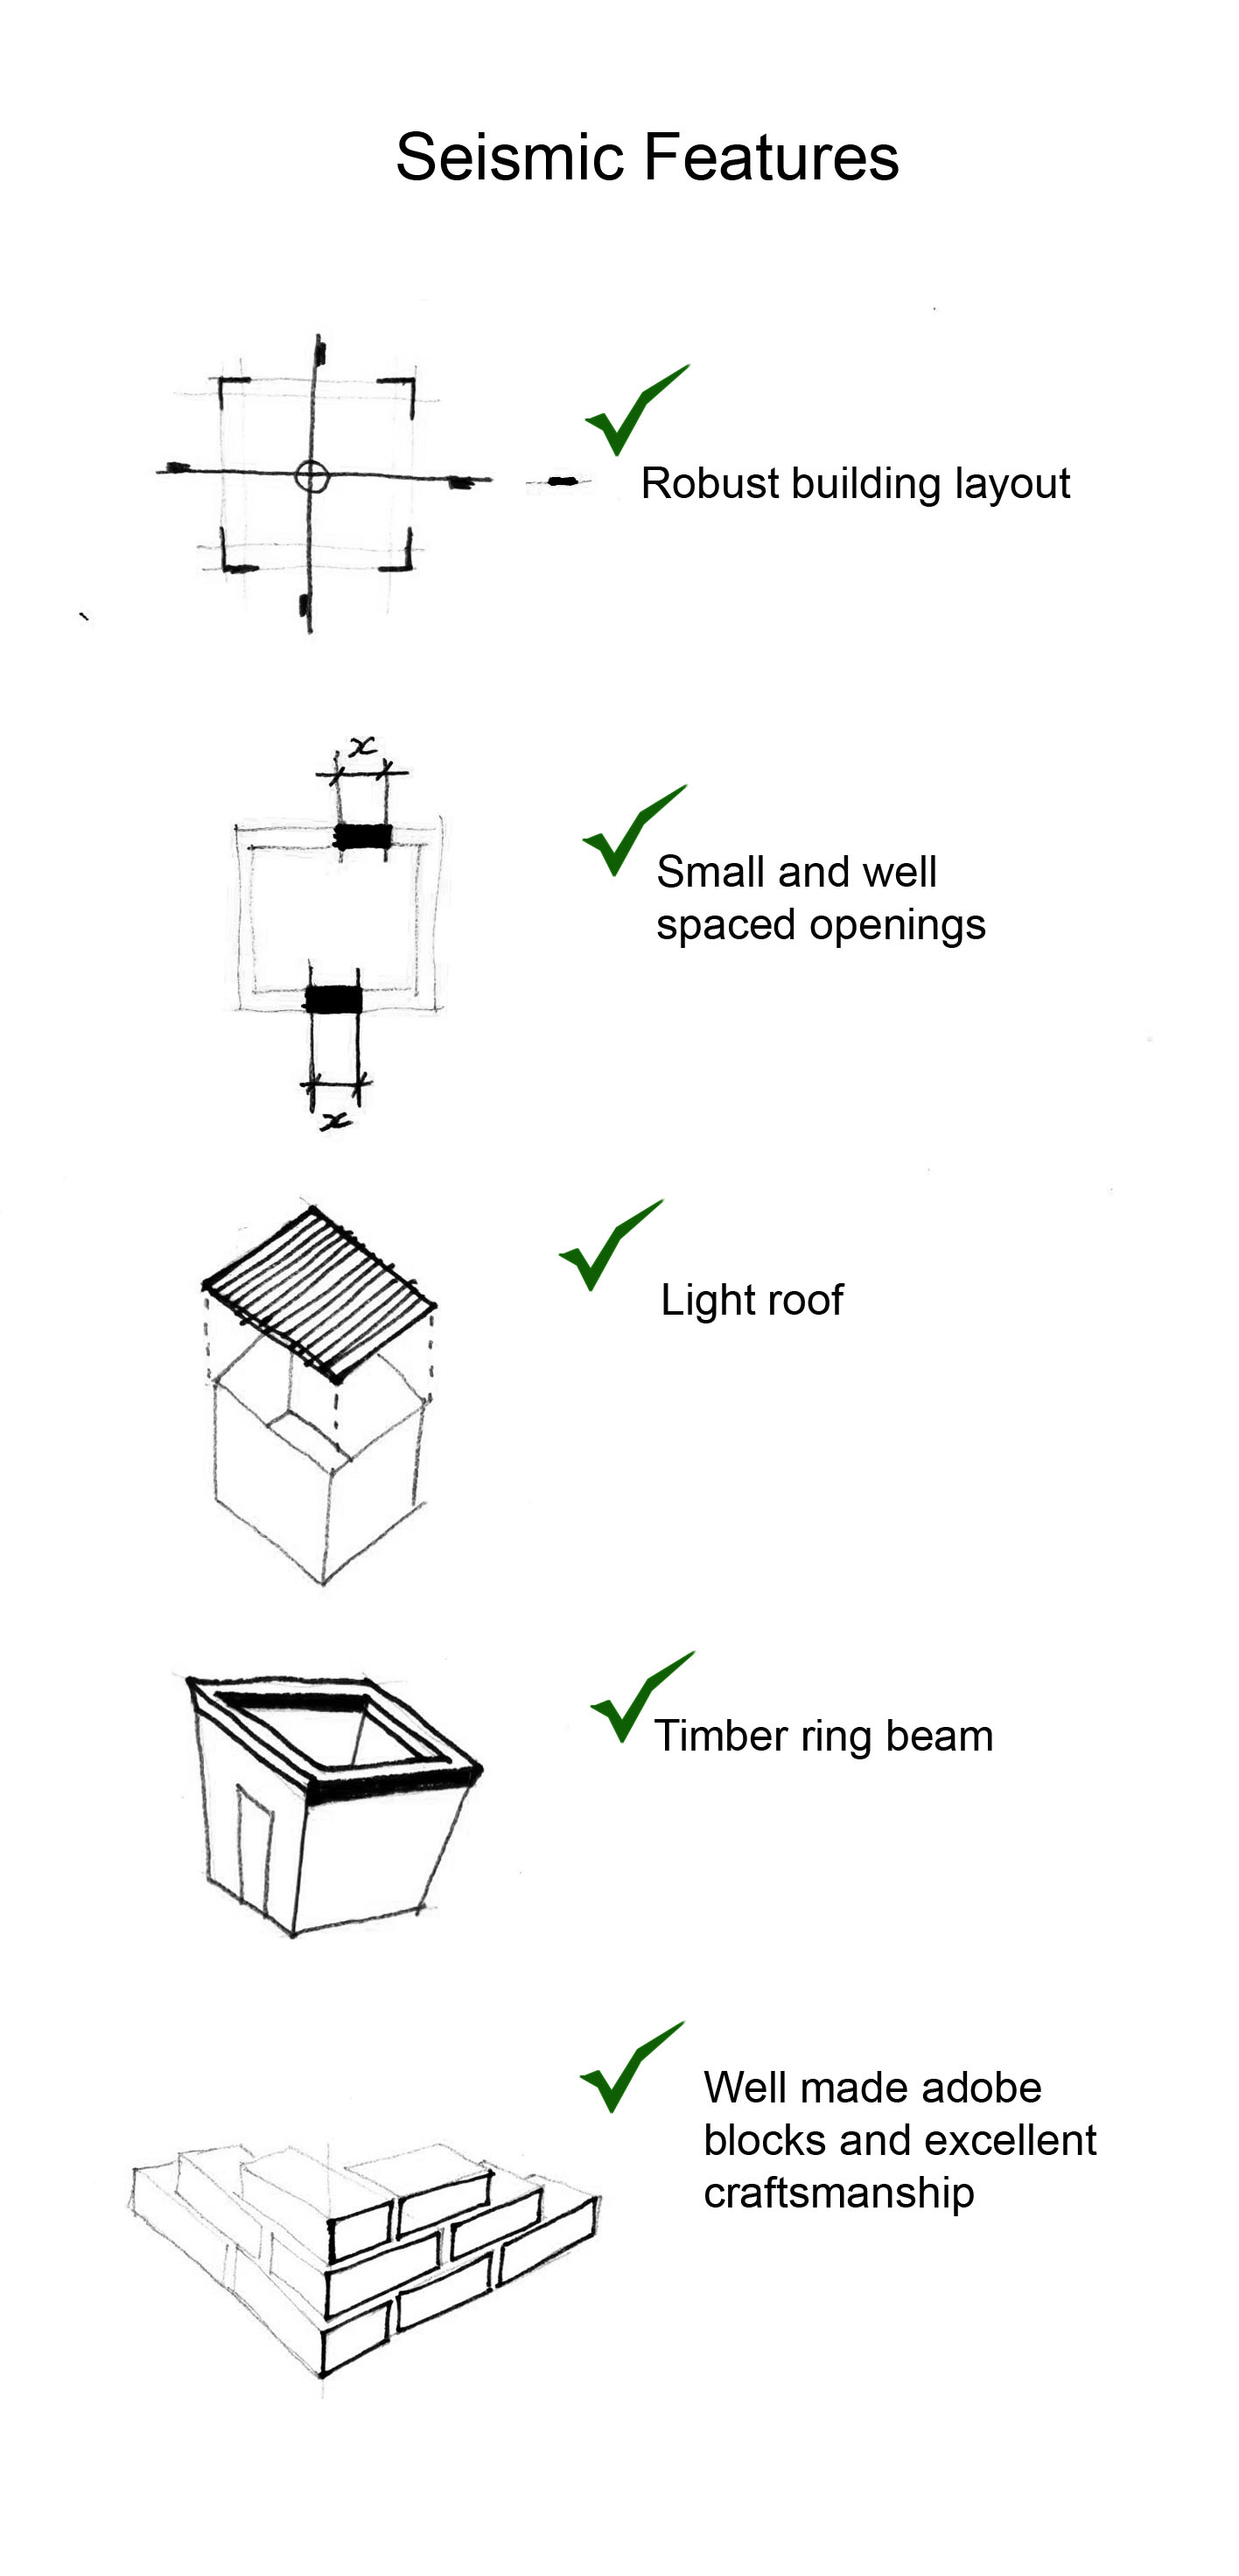 Seismic Features
Robust building layout
x
Small and well
spaced openings
x
Light roof
Timber ring beam
Well made adobe
blocks and excellent
craftsmanship